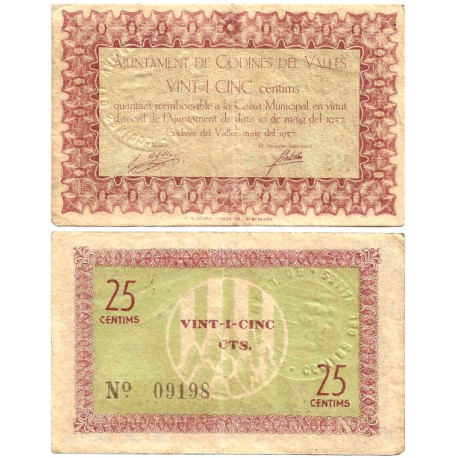 AJUNTAMENT DE CODINES DEL VALLÈS
VINT-I CINC cèntims
quantitat reemborsable a la Caixa Municipal, en virtut
d'acord de l'Ajuntament de data 10 de maig del 1937.
Codines del Vallès, maig del 1937.
BARCELONA
25
CENTIMS
VINT-I-CINC
CTS.
Nº 09198
25
CENTIMS